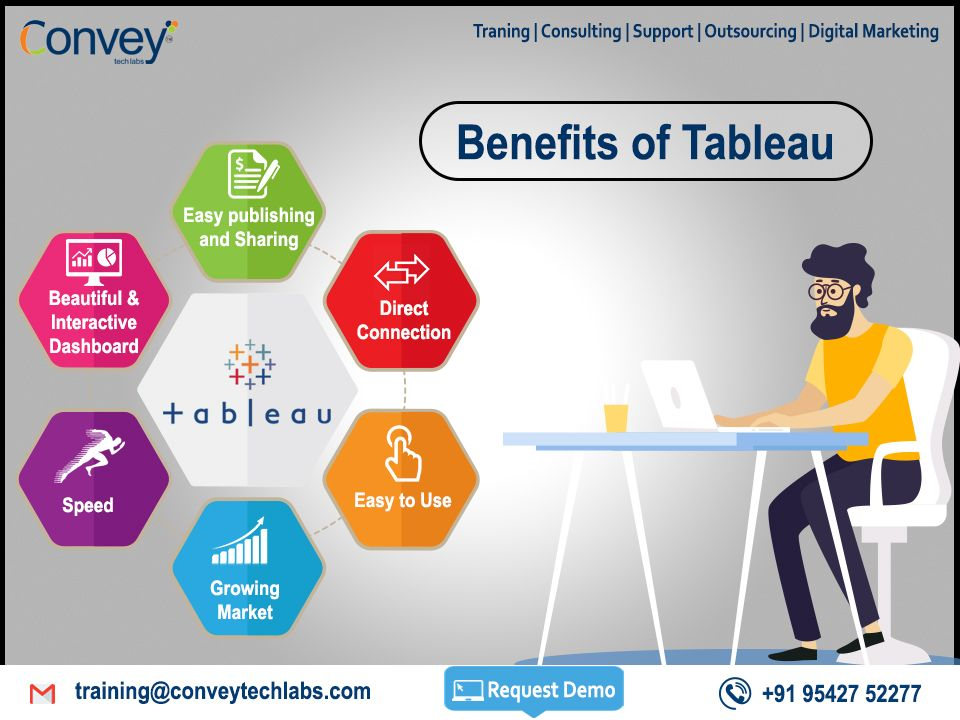 Convey
tech labs
Traning | Consulting | Support | Outsourcing | Digital Marketing
Benefits of Tableau
Easy publishing
and Sharing
Beautiful &
Interactive
Dashboard
Direct
Connection
+ a b | e a u
Speed
Easy to Use
Growing
Market
training@conveytechlabs.com
Request Demo
+91 95427 52277